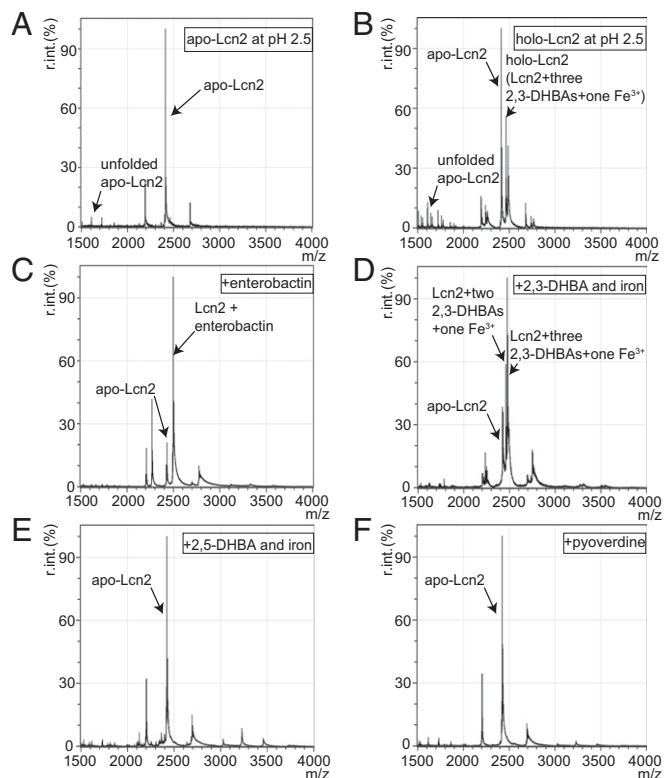 A
r.int.(%)
apo-Lcn2 at pH 2.5
90
60
30
0
apo-Lcn2
unfolded
apo-Lcn2
1500 2000 2500 3000 3500 4000
m/z
B
r.int.(%)
holo-Lcn2 at pH 2.5
90
60
30
0
apo-Lcn2
holo-Lcn2
(Lcn2+three
2,3-DHBAs+one Fe³⁺)
unfolded
apo-Lcn2
1500 2000 2500 3000 3500 4000
m/z
C
r.int.(%)
+enterobactin
90
60
30
0
Lcn2 +
enterobactin
apo-Lcn2
1500 2000 2500 3000 3500 4000
m/z
D
r.int.(%)
+2,3-DHBA and iron
90
60
30
0
Lcn2+two
2,3-DHBAs
+one Fe³⁺
Lcn2+three
2,3-DHBAs+one Fe³⁺
apo-Lcn2
1500 2000 2500 3000 3500 4000
m/z
E
r.int.(%)
+2,5-DHBA and iron
90
60
30
0
apo-Lcn2
1500 2000 2500 3000 3500 4000
m/z
F
r.int.(%)
+pyoverdine
90
60
30
0
apo-Lcn2
1500 2000 2500 3000 3500 4000
m/z